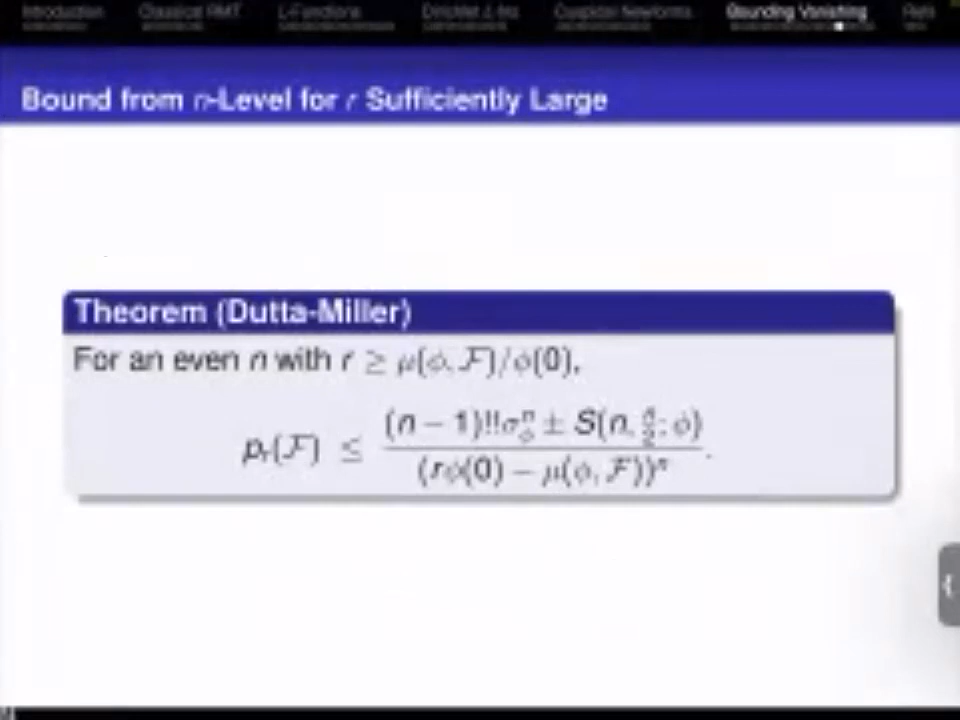 Introduction Classical RMT L-Functions Dirichlet L-fns Cuspidal Newforms Bounding Vanishing Refs
Bound from n-Level for r Sufficiently Large
Theorem (Dutta-Miller)
For an even n with r ≥ μ(φ, F)/φ(0),
p_r(F) ≤ ((n − 1)!!σ_φ^n ± S(n, a/2; φ)) / (rφ(0) − μ(φ, F))^n.